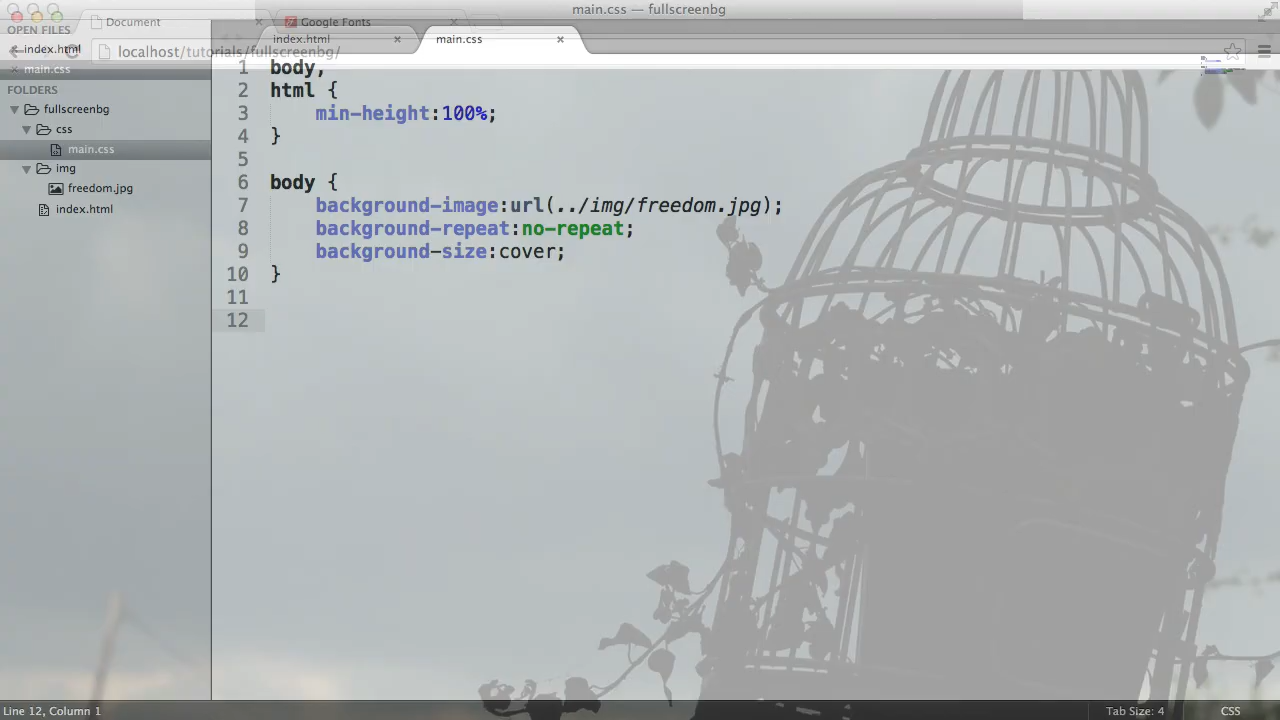 main.css — fullscreenbg
Document
Google Fonts
OPEN FILES
index.html
main.css
index.html
main.css
localhost/tutorials/fullscreenbg/
FOLDERS
fullscreenbg
css
main.css
img
freedom.jpg
index.html
1 body,
2 html {
3 min-height:100%;
4 }
5
6 body {
7 background-image:url(../img/freedom.jpg);
8 background-repeat:no-repeat;
9 background-size:cover;
10 }
11
12
Line 12, Column 1
Tab Size: 4
CSS